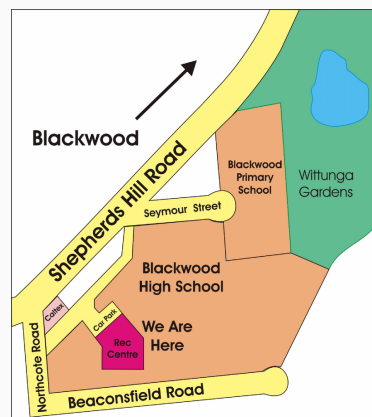 Blackwood
Shepherds Hill Road
Blackwood
Primary
School
Wittunga
Gardens
Seymour Street
Blackwood
High School
Caltex
Car Park
We Are
Here
Rec
Centre
Northcote Road
Beaconsfield Road